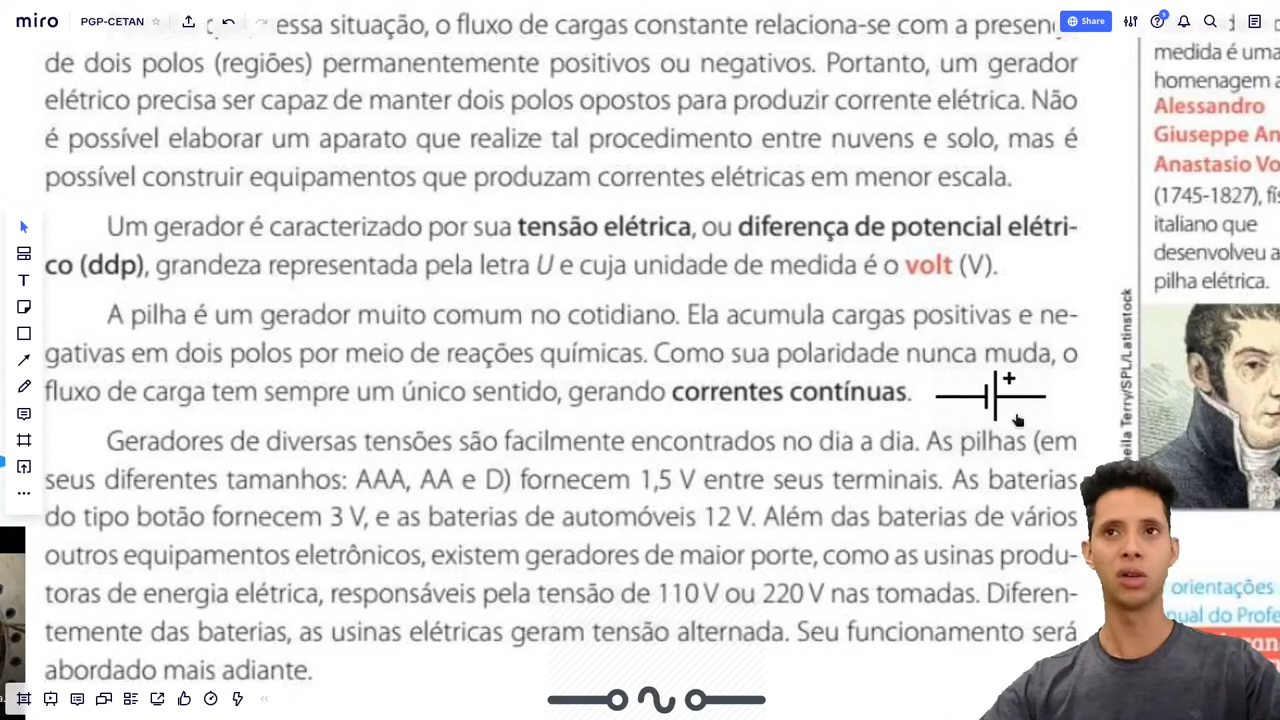 miro
PGP-CETAN
Share
essa situação, o fluxo de cargas constante relaciona-se com a
de dois polos (regiões) permanentemente positivos ou negativos. Portanto, um gerador
elétrico precisa ser capaz de manter dois polos opostos para produzir corrente elétrica. Não
é possível elaborar um aparato que realize tal procedimento entre nuvens e solo, mas é
possível construir equipamentos que produzam correntes elétricas em menor escala.
Um gerador é caracterizado por sua tensão elétrica, ou diferença de potencial elétri-
co (ddp), grandeza representada pela letra U e cuja unidade de medida é o volt (V).
A pilha é um gerador muito comum no cotidiano. Ela acumula cargas positivas e ne-
gativas em dois polos por meio de reações químicas. Como sua polaridade nunca muda, o
fluxo de carga tem sempre um único sentido, gerando correntes contínuas.
+
Geradores de diversas tensões são facilmente encontrados no dia a dia. As pilhas (em
seus diferentes tamanhos: AAA, AA e D) fornecem 1,5 V entre seus terminais. As baterias
do tipo botão fornecem 3 V, e as baterias de automóveis 12 V. Além das baterias de vários
outros equipamentos eletrônicos, existem geradores de maior porte, como as usinas produ-
toras de energia elétrica, responsáveis pela tensão de 110 V ou 220 V nas tomadas. Diferen-
temente das baterias, as usinas elétricas geram tensão alternada. Seu funcionamento será
abordado mais adiante.
medida é uma
homenagem a
Alessandro
Giuseppe An
Anastasio Vo
(1745-1827), fís
italiano que
desenvolveu a
pilha elétrica.
eila Terry/SPL/Latinstock
orientações
nual do Profe